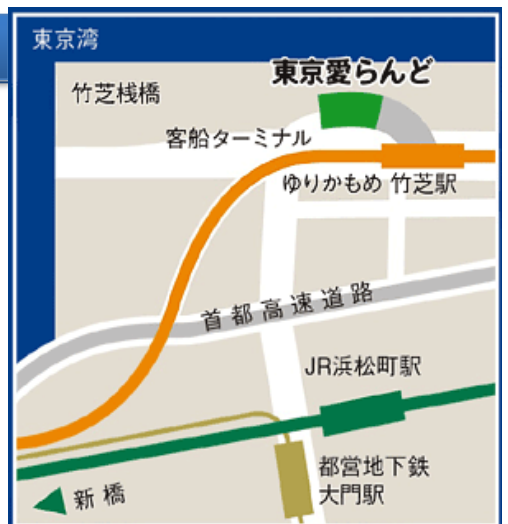 東京湾
東京愛らんど
竹芝桟橋
客船ターミナル
ゆりかもめ 竹芝駅
首都高速道路
JR浜松町駅
都営地下鉄
大門駅
新橋